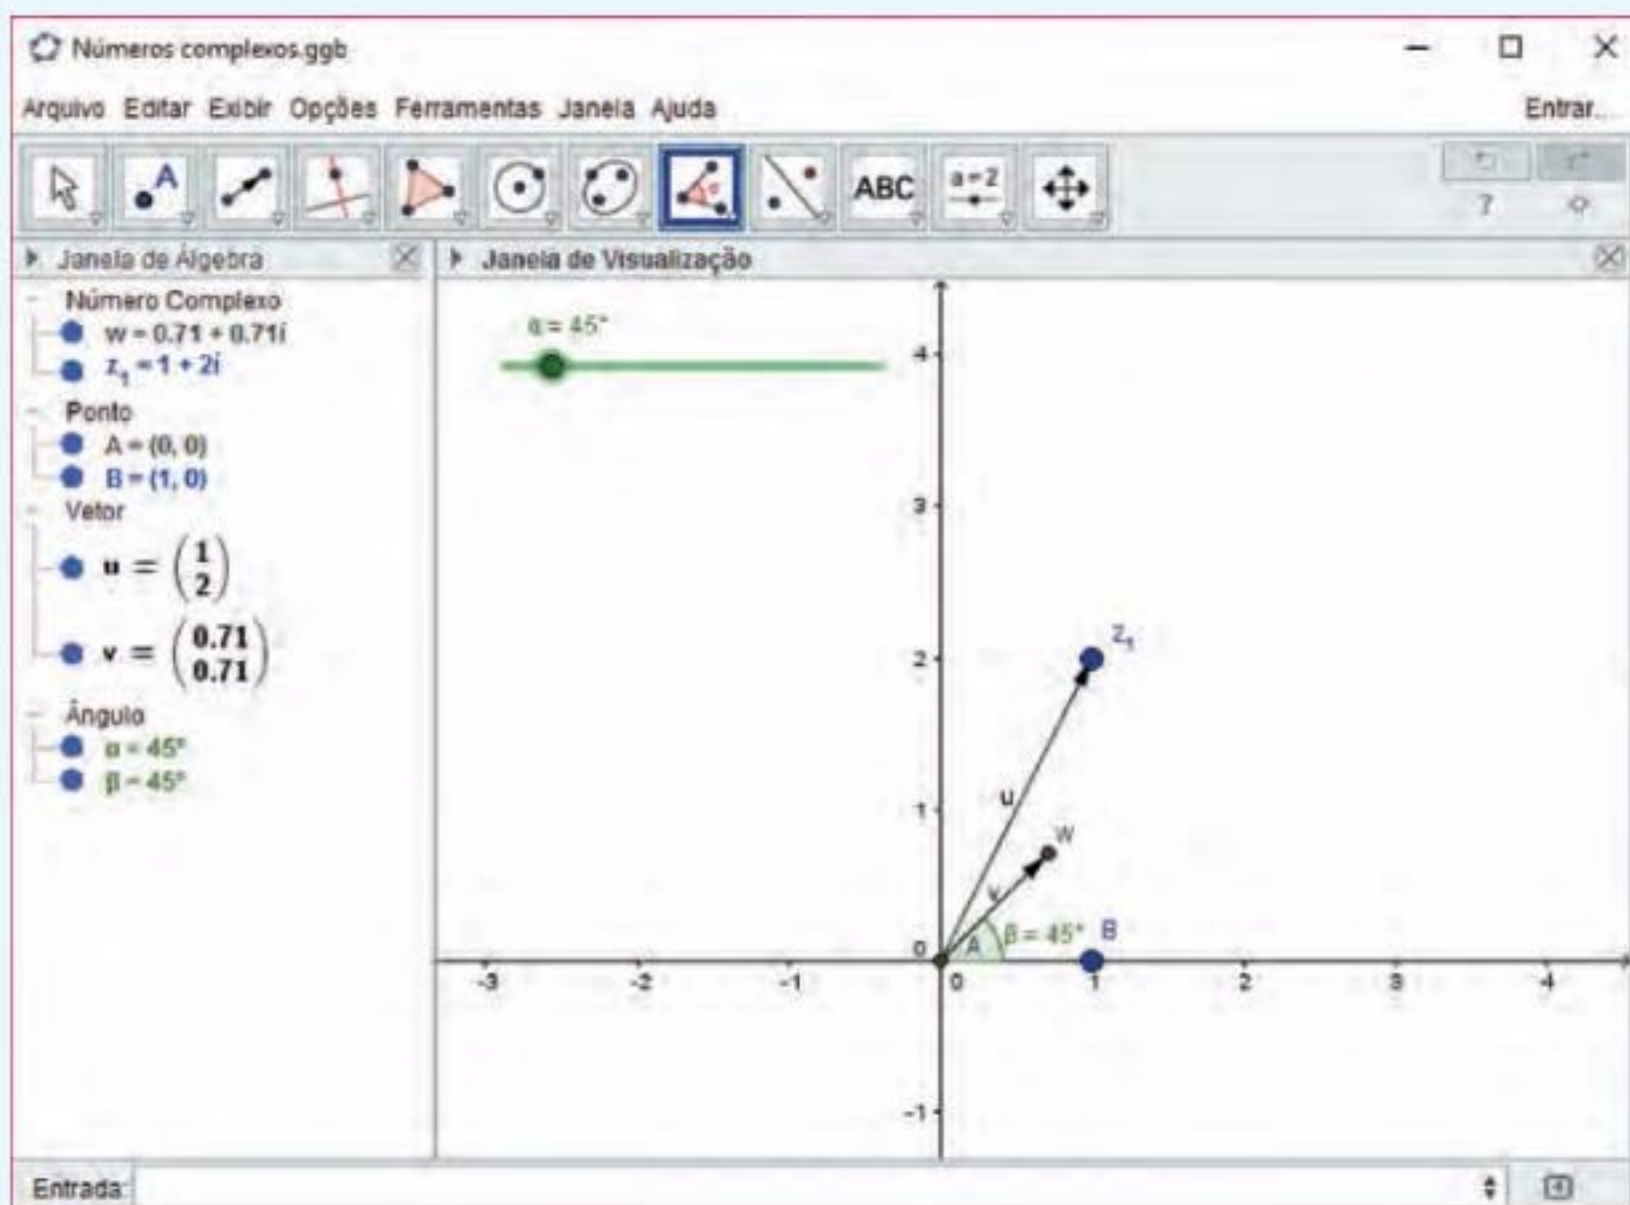 Números complexos.ggb
Arquivo Editar Exibir Opções Ferramentas Janela Ajuda
Entrar...
A
ABC
a=2
?
Janela de Álgebra
Janela de Visualização
Número Complexo
w = 0.71 + 0.71i
z₁ = 1 + 2i
Ponto
A = (0, 0)
B = (1, 0)
Vetor
u = (1
2)
v = (0.71
0.71)
Ângulo
α = 45°
β = 45°
α = 45°
4
3
2
z₁
1
u
w
v
0
A
β = 45°
B
-3 -2 -1 0 1 2 3 4
-1
Entrada: